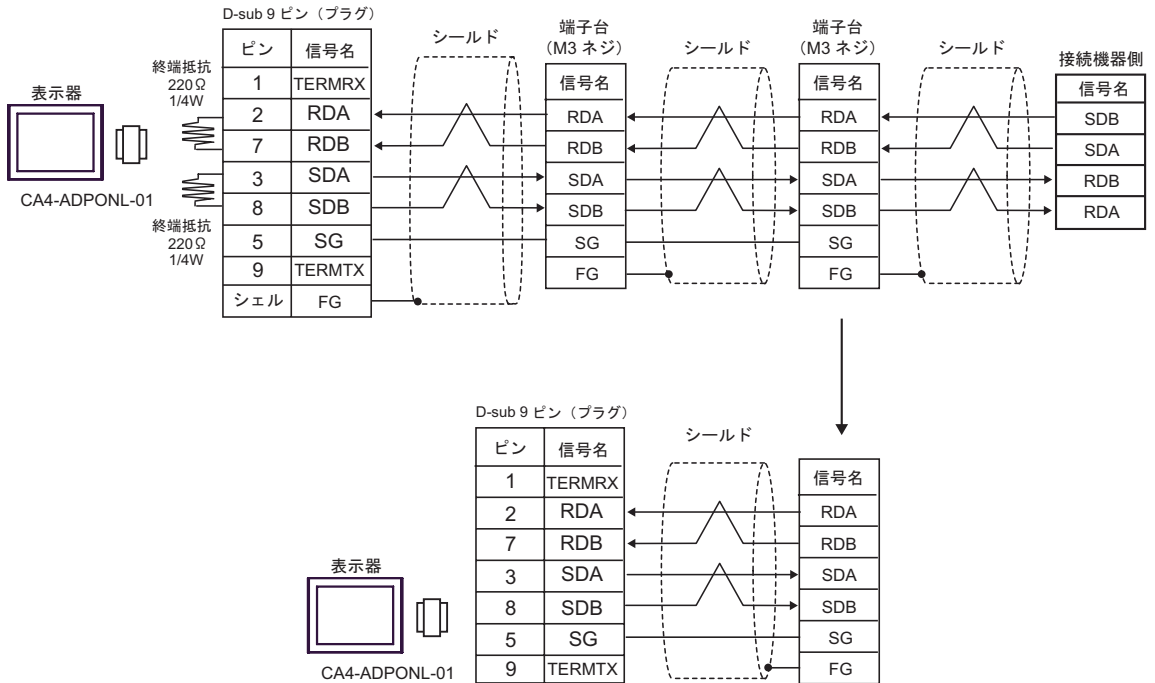 D-sub 9 ピン（プラグ）
ピン 信号名
1 TERMRX
2 RDA
7 RDB
3 SDA
8 SDB
5 SG
9 TERMTX
シェル FG
表示器
CA4-ADPONL-01
終端抵抗
220Ω
1/4W
終端抵抗
220Ω
1/4W
シールド
端子台
（M3 ネジ）
信号名
RDA
RDB
SDA
SDB
SG
FG
シールド
端子台
（M3 ネジ）
信号名
RDA
RDB
SDA
SDB
SG
FG
シールド
接続機器側
信号名
SDB
SDA
RDB
RDA
D-sub 9 ピン（プラグ）
ピン 信号名
1 TERMRX
2 RDA
7 RDB
3 SDA
8 SDB
5 SG
9 TERMTX
表示器
CA4-ADPONL-01
シールド
信号名
RDA
RDB
SDA
SDB
SG
FG